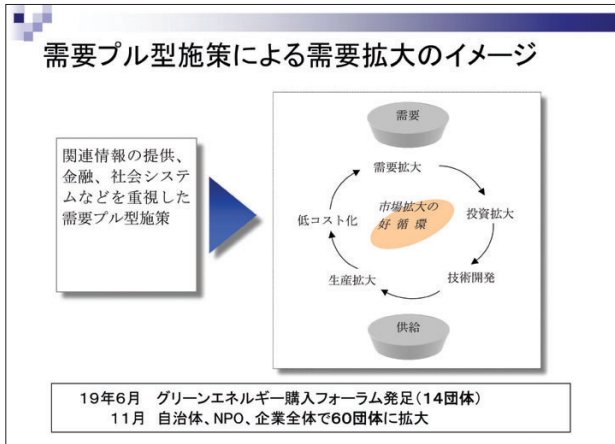 需要プル型施策による需要拡大のイメージ
関連情報の提供、
金融、社会システ
ムなどを重視した
需要プル型施策
需要
需要拡大
低コスト化
市場拡大の
好 循 環
投資拡大
生産拡大
技術開発
供給
19年6月 グリーンエネルギー購入フォーラム発足(14団体)
11月 自治体、NPO、企業全体で60団体に拡大